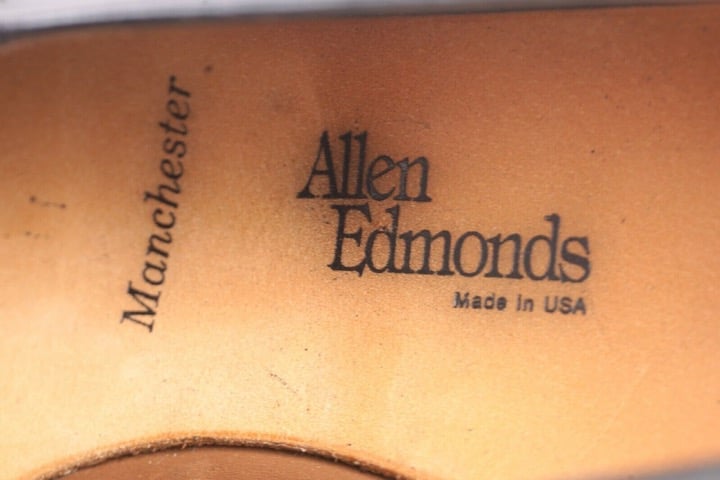 Manchester
Allen
Edmonds
Made in USA